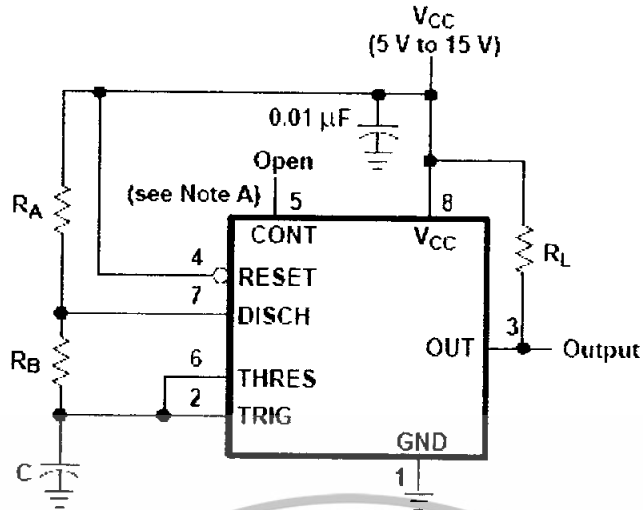 VCC
(5 V to 15 V)
0.01 µF
Open
(see Note A)
5
8
CONT
VCC
RA
RL
4
RESET
7
DISCH
3
OUT
Output
RB
6
THRES
2
TRIG
GND
C
1